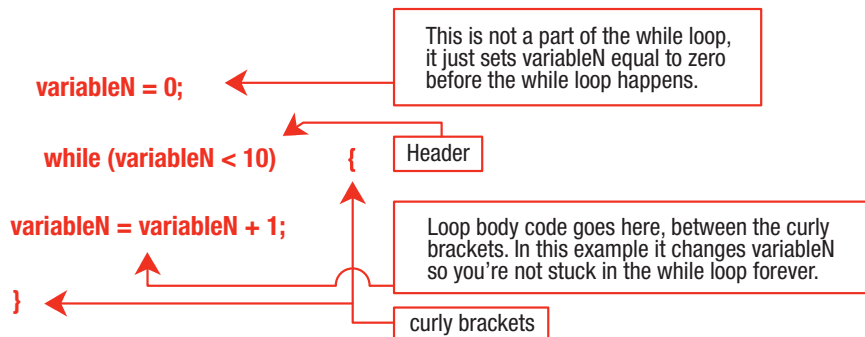 This is not a part of the while loop,
it just sets variableN equal to zero
before the while loop happens.
variableN = 0;
while (variableN < 10) {
Header
variableN = variableN + 1;
Loop body code goes here, between the curly
brackets. In this example it changes variableN
so you’re not stuck in the while loop forever.
}
curly brackets